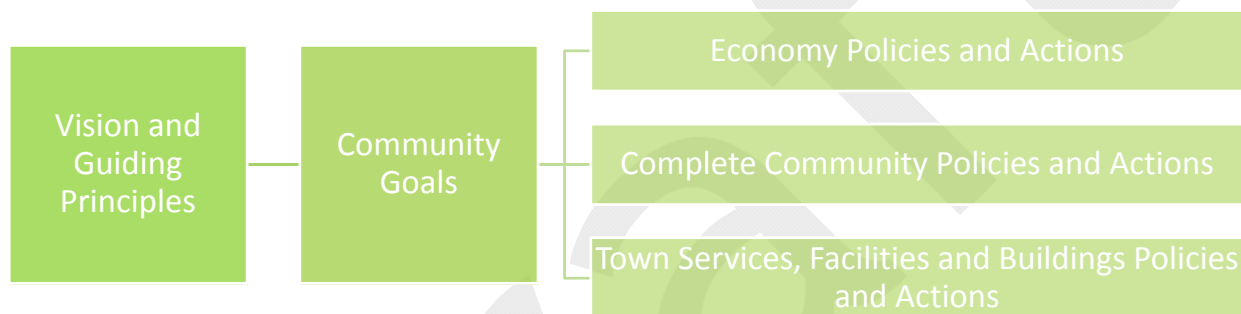 Vision and
Guiding
Principles
Community
Goals
Economy Policies and Actions
Complete Community Policies and Actions
Town Services, Facilities and Buildings Policies
and Actions